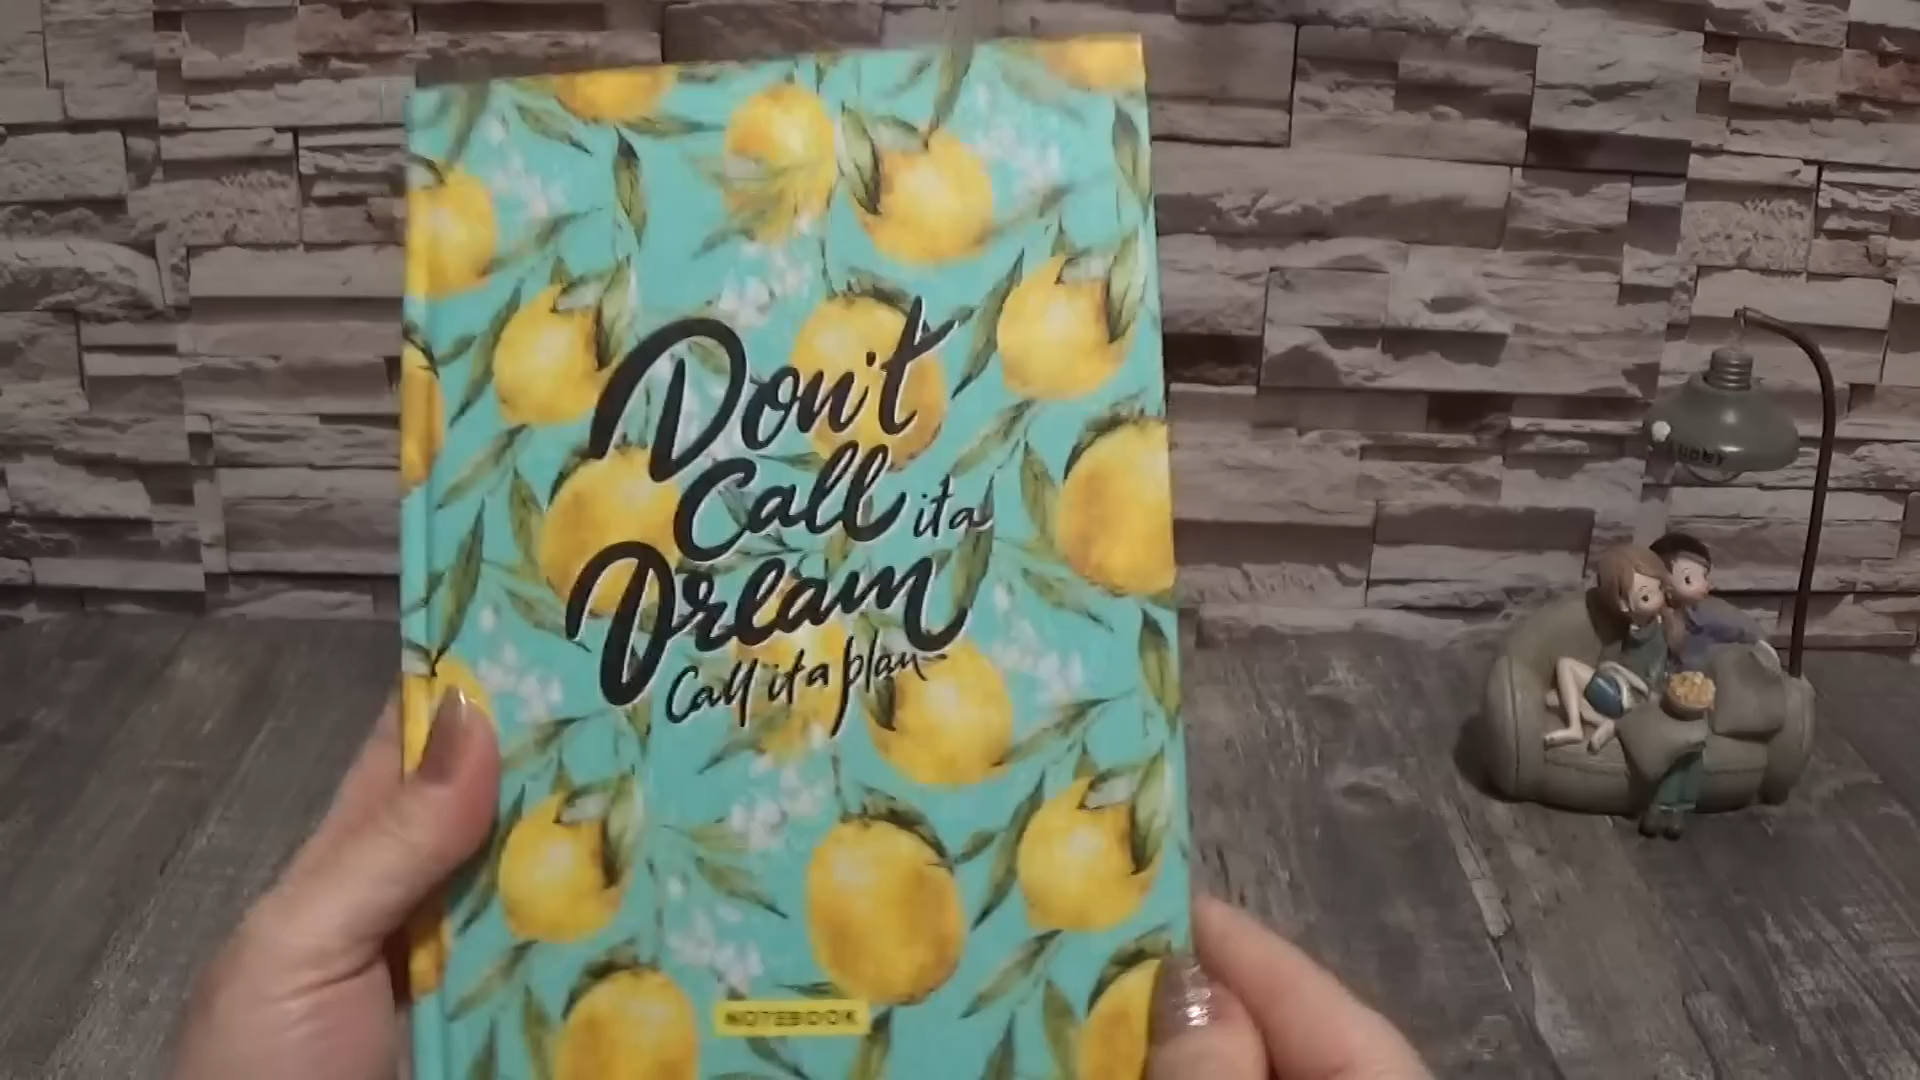 Don't
Call it a
Dream
Call it a plan
NOTEBOOK